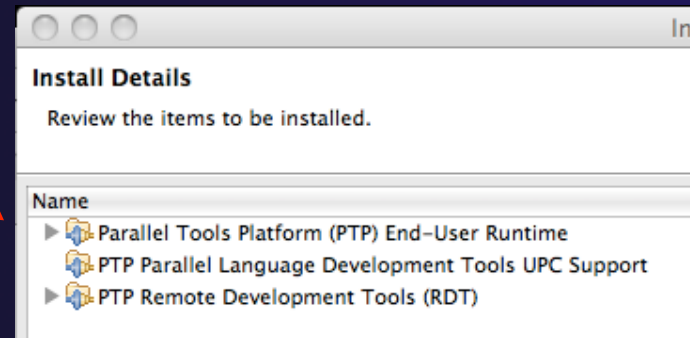 In
Install Details
Review the items to be installed.
Name
Parallel Tools Platform (PTP) End-User Runtime
PTP Parallel Language Development Tools UPC Support
PTP Remote Development Tools (RDT)